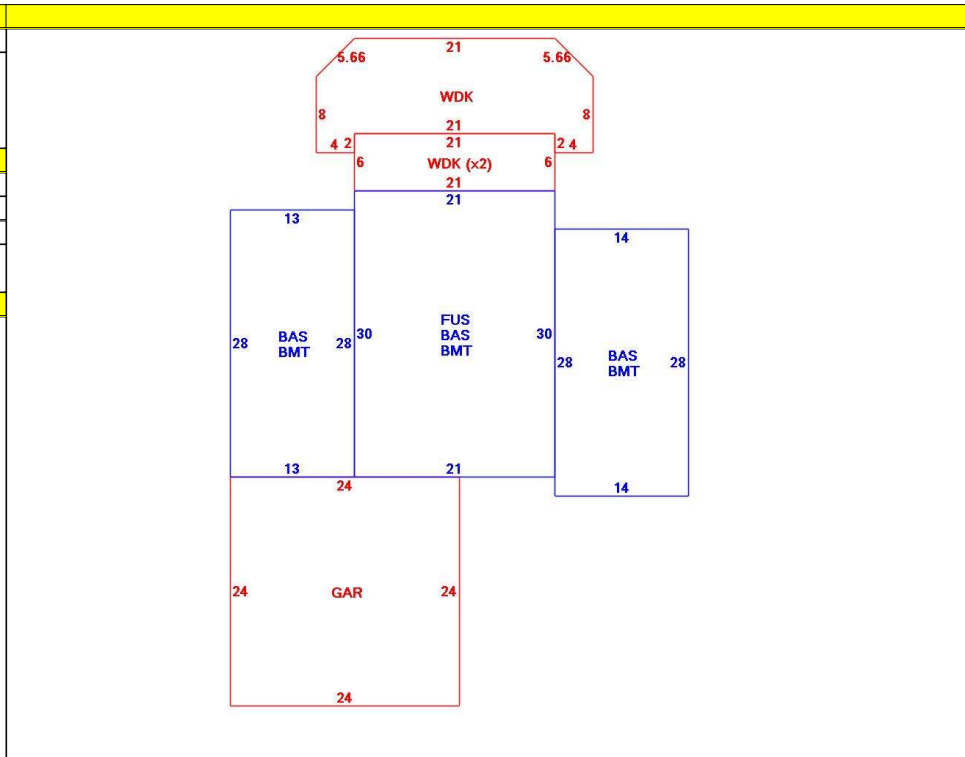 21
5.66 5.66
WDK
8 8
21
4 2 21 2 4
6 WDK (x2) 6
21
21
13
14
FUS
BAS
BMT
30 30
BAS
BMT
28 28
BAS
BMT
28 28
13 21
24
14
24 GAR 24
24